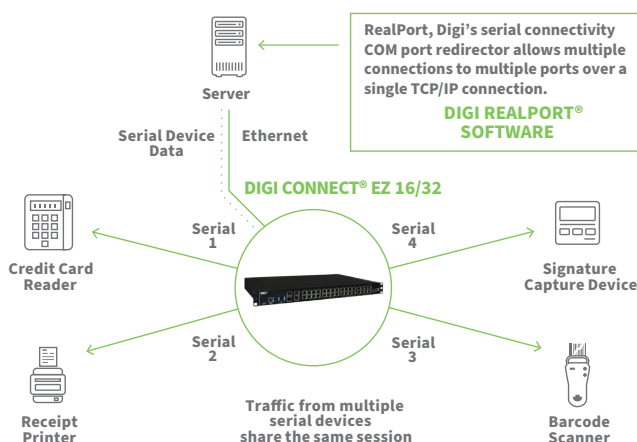 RealPort, Digi's serial connectivity
COM port redirector allows multiple
connections to multiple ports over a
single TCP/IP connection.
DIGI REALPORT®
SOFTWARE
Server
Serial Device
Data
Ethernet
DIGI CONNECT® EZ 16/32
Serial
1
Serial
4
Credit Card
Reader
Signature
Capture Device
Serial
2
Serial
3
Receipt
Printer
Traffic from multiple
serial devices
share the same session
Barcode
Scanner